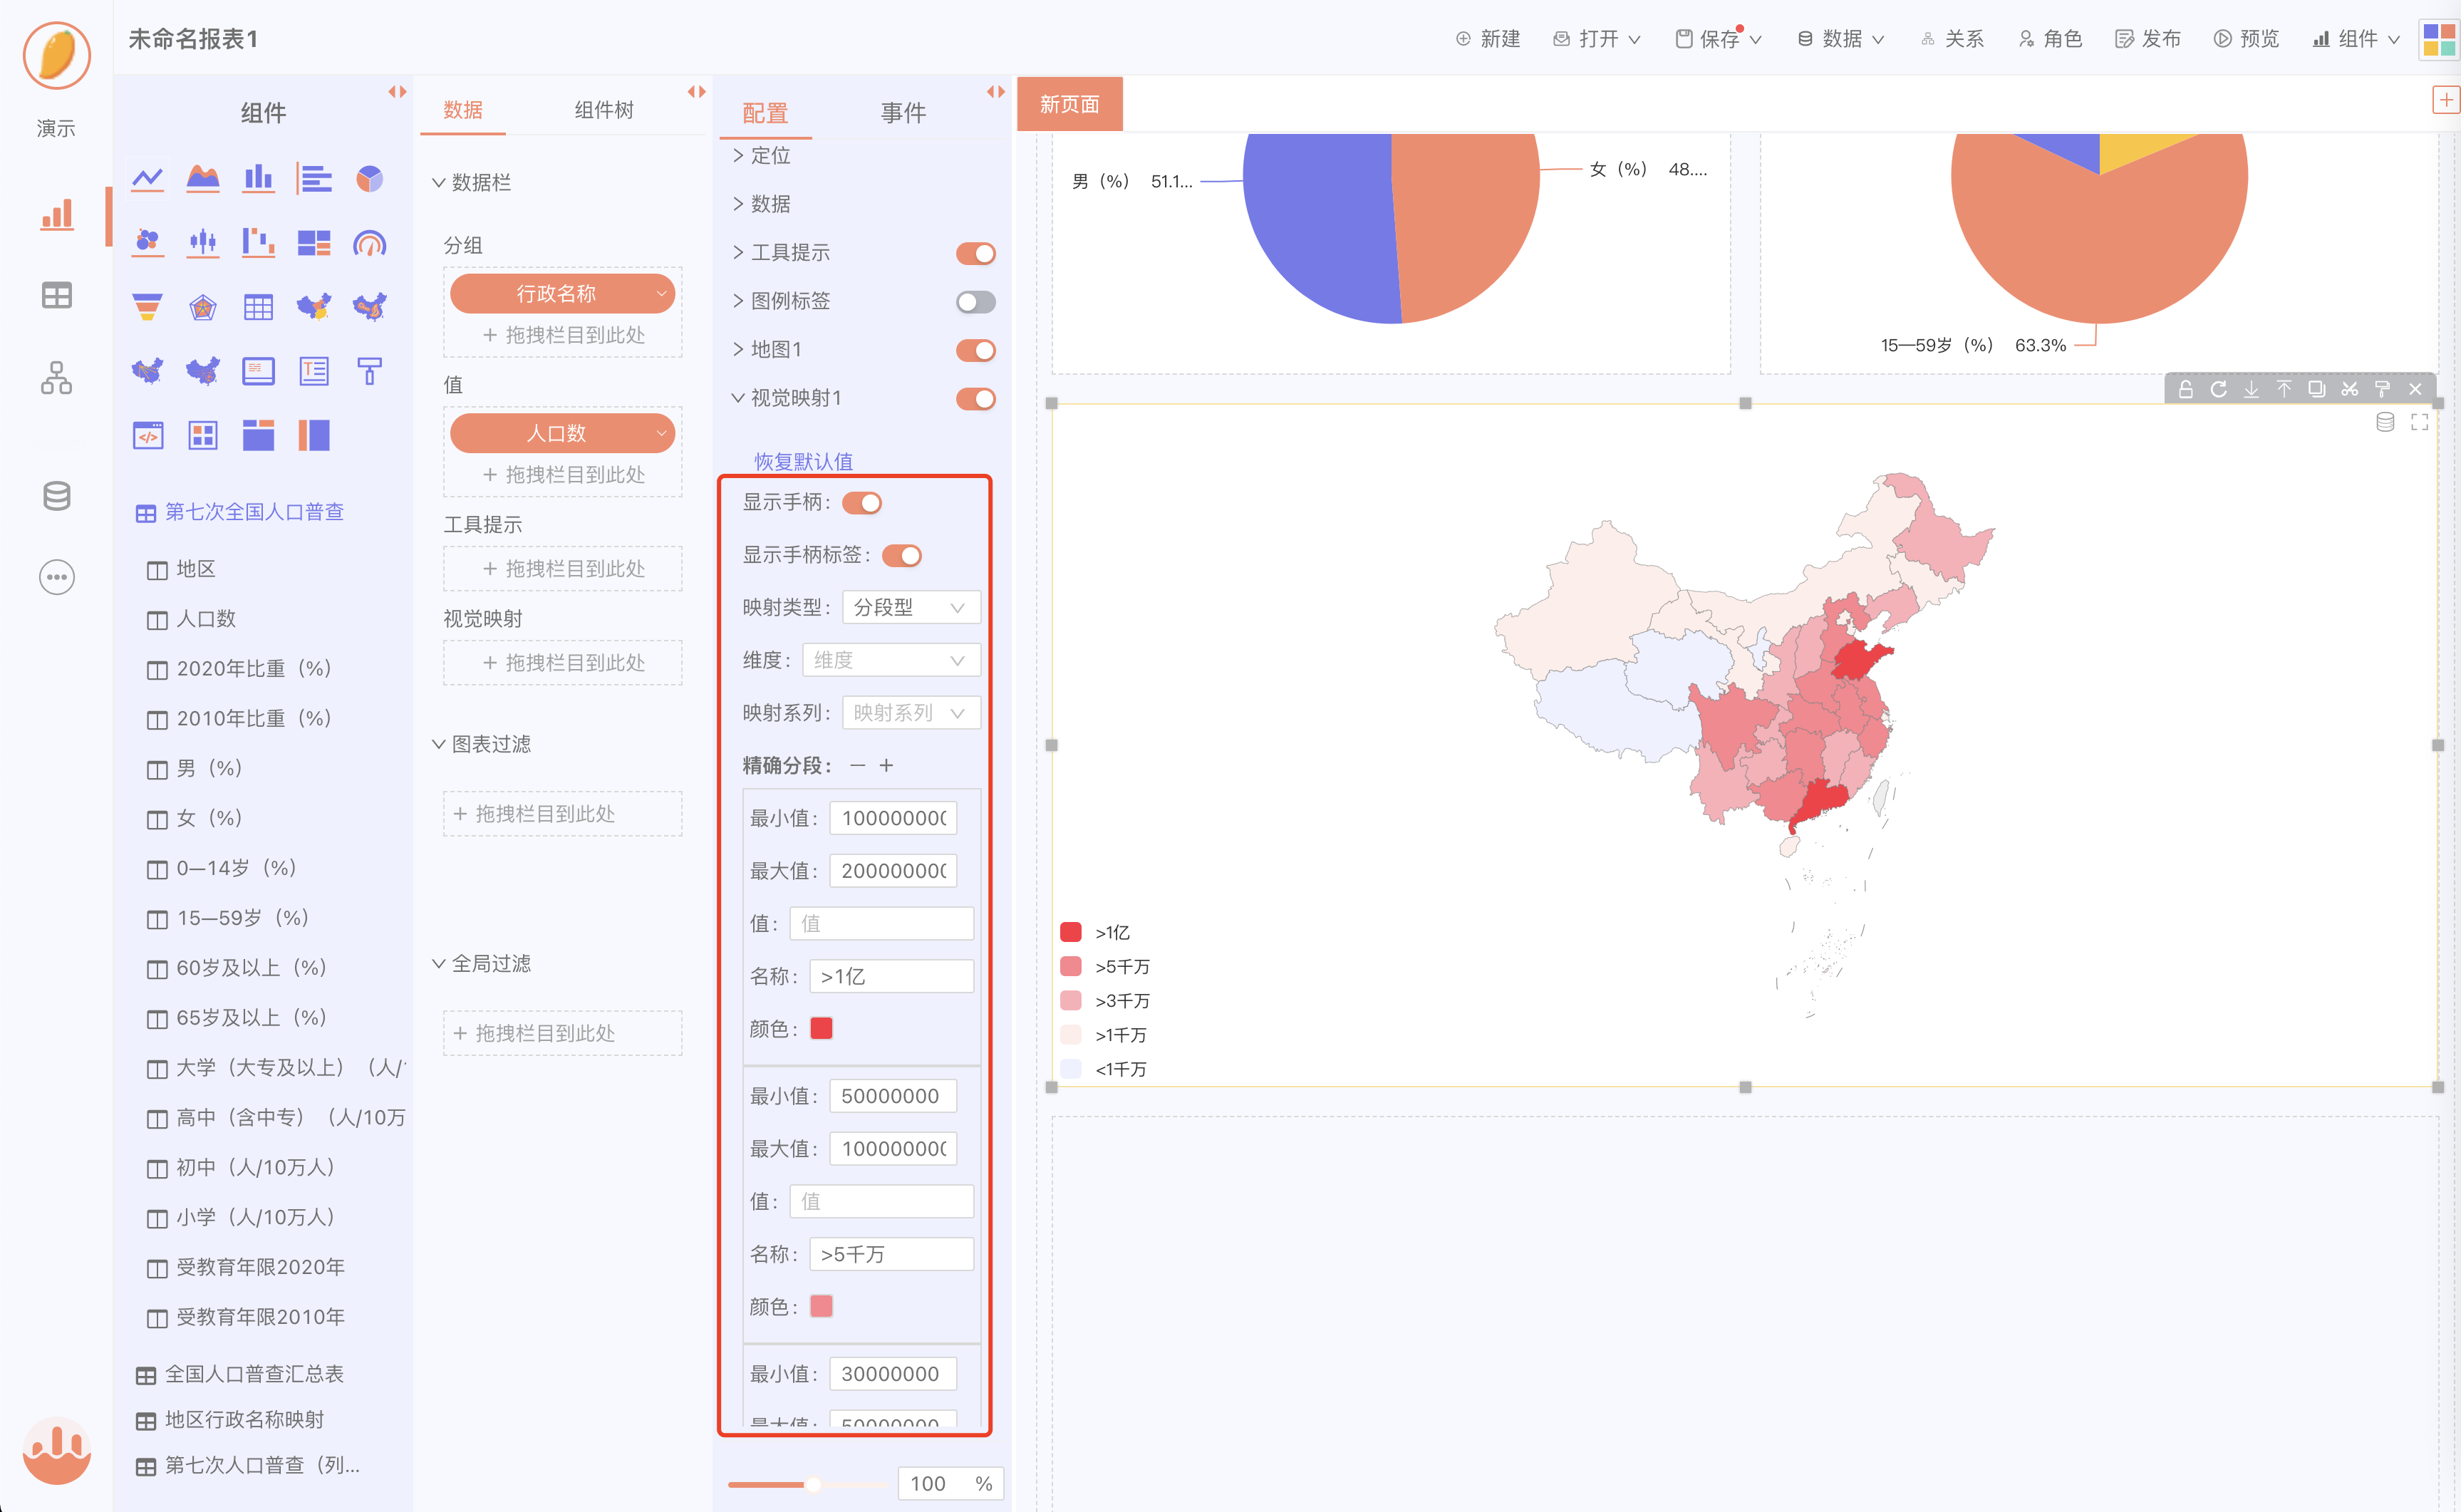 未命名报表1
新建
打开
保存
数据
关系
角色
发布
预览
组件
演示
组件
第七次全国人口普查
地区
人口数
2020年比重（%）
2010年比重（%）
男（%）
女（%）
0—14岁（%）
15—59岁（%）
60岁及以上（%）
65岁及以上（%）
大学（大专及以上）（人/
高中（含中专）（人/10万
初中（人/10万人）
小学（人/10万人）
受教育年限2020年
受教育年限2010年
全国人口普查汇总表
地区行政名称映射
第七次人口普查（列...
数据
组件树
数据栏
分组
行政名称
+ 拖拽栏目到此处
值
人口数
+ 拖拽栏目到此处
工具提示
+ 拖拽栏目到此处
视觉映射
+ 拖拽栏目到此处
图表过滤
+ 拖拽栏目到此处
全局过滤
+ 拖拽栏目到此处
配置
事件
定位
数据
工具提示
图例标签
地图1
视觉映射1
恢复默认值
显示手柄：
显示手柄标签：
映射类型： 分段型
维度： 维度
映射系列： 映射系列
精确分段： − +
最小值： 100000000
最大值： 200000000
值： 值
名称： >1亿
颜色：
最小值： 50000000
最大值： 100000000
值： 值
名称： >5千万
颜色：
最小值： 30000000
最大值： 50000000
100 %
新页面
男（%） 51.1...
女（%） 48....
15—59岁（%） 63.3%
>1亿
>5千万
>3千万
>1千万
<1千万